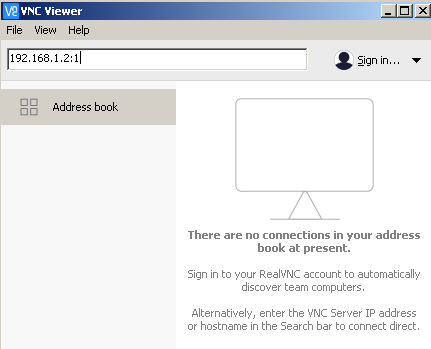 VNC Viewer
File View Help
192.168.1.2:1
Sign in...
Address book
There are no connections in your address
book at present.
Sign in to your RealVNC account to automatically
discover team computers.
Alternatively, enter the VNC Server IP address
or hostname in the Search bar to connect direct.